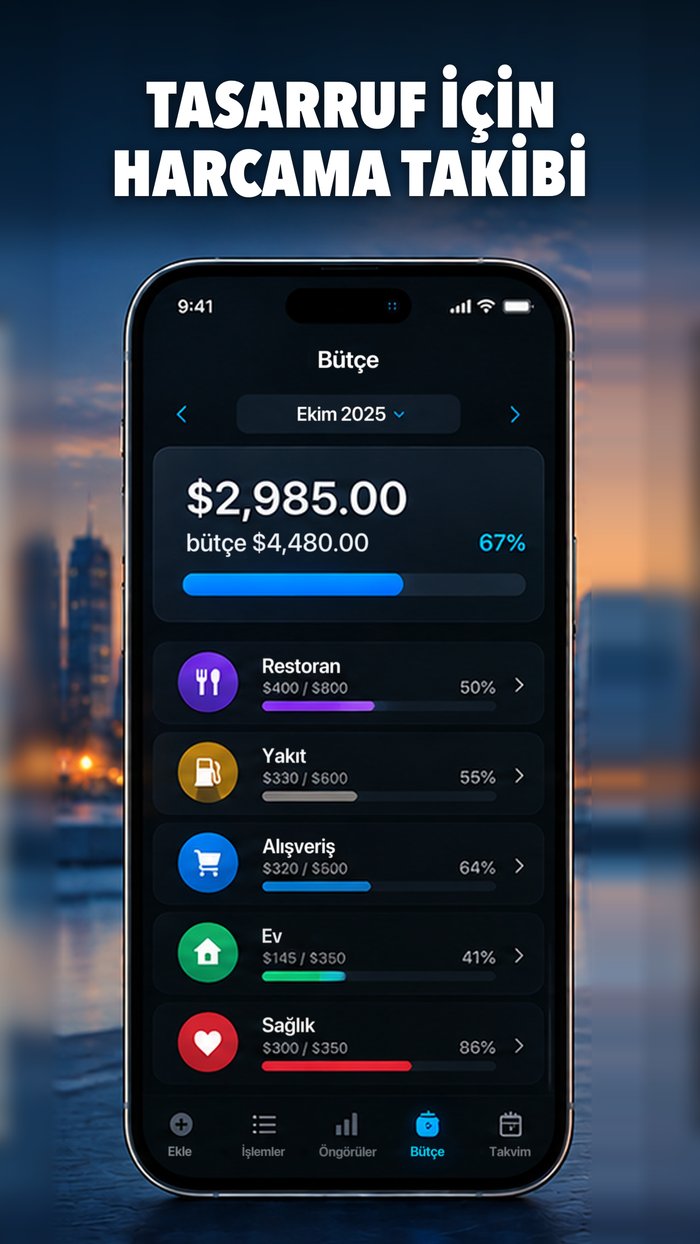 TASARRUF İÇİN
HARCAMA TAKİBİ
9:41
Bütçe
Ekim 2025
$2,985.00
bütçe $4,480.00
67%
Restoran
$400 / $800
50%
Yakıt
$330 / $600
55%
Alışveriş
$320 / $600
64%
Ev
$145 / $350
41%
Sağlık
$300 / $350
86%
Ekle
İşlemler
Öngörüler
Bütçe
Takvim